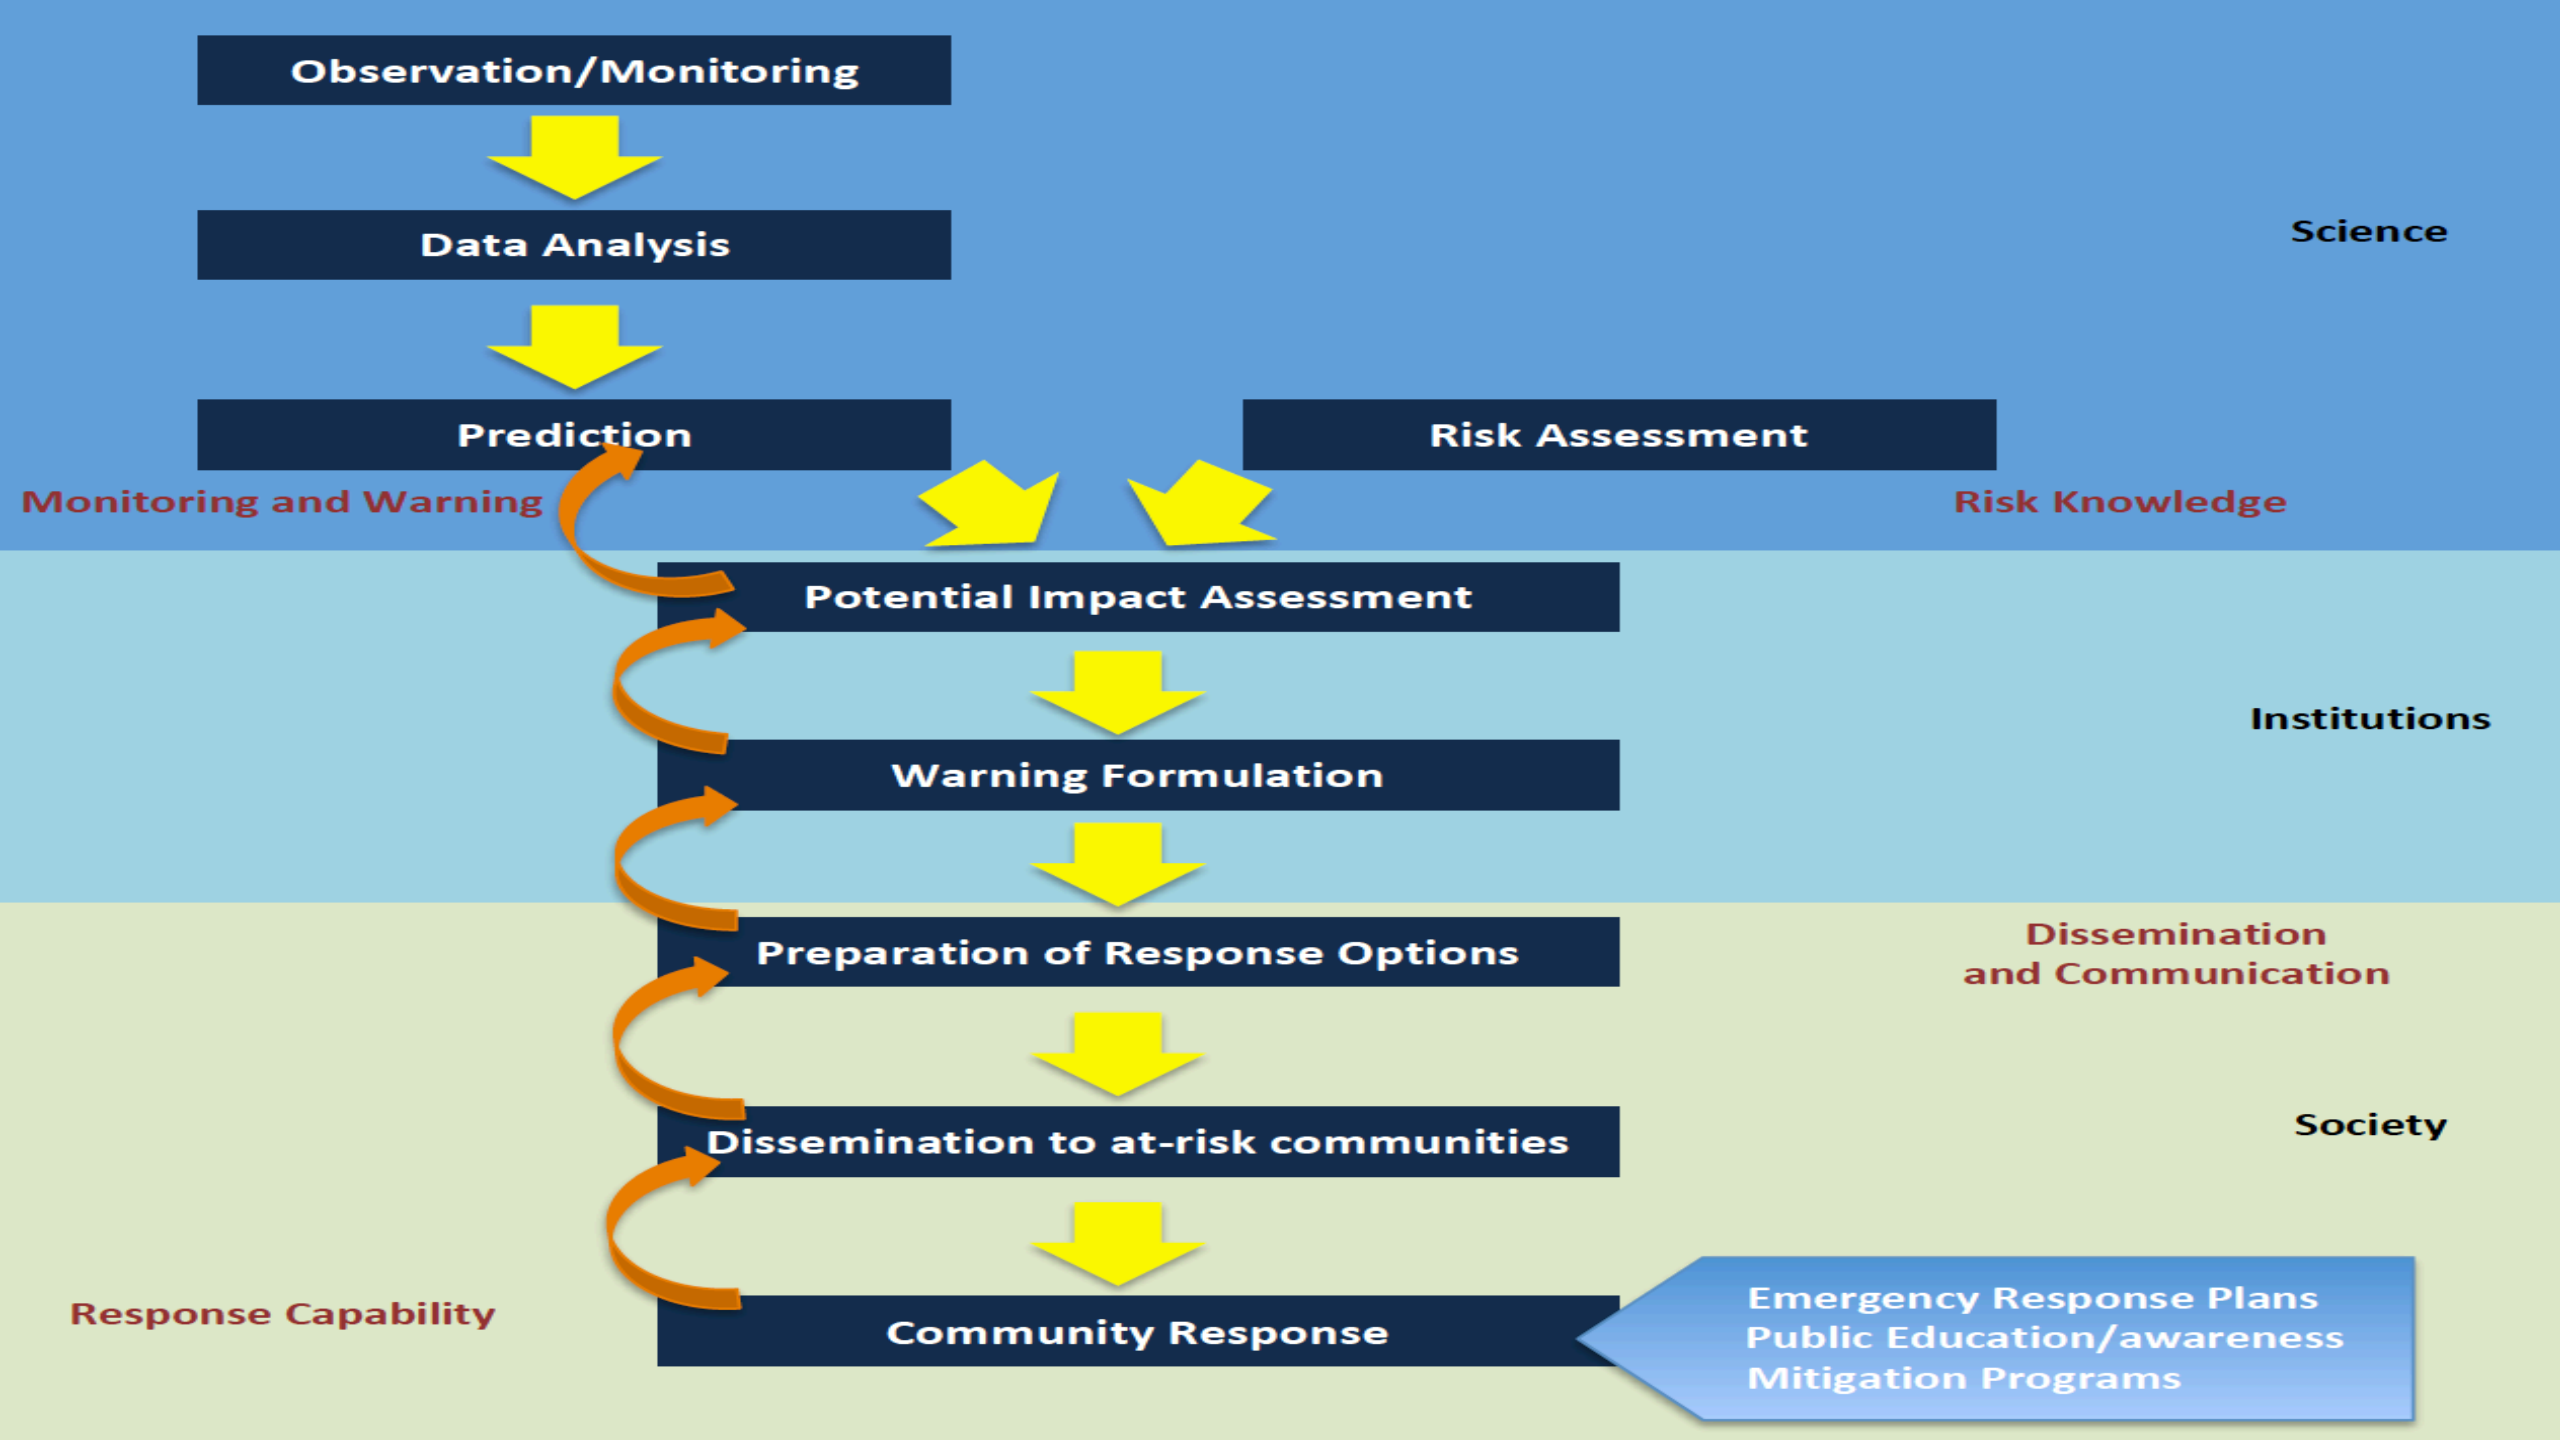 Observation/Monitoring
Data Analysis
Science
Prediction
Risk Assessment
Monitoring and Warning
Risk Knowledge
Potential Impact Assessment
Institutions
Warning Formulation
Preparation of Response Options
Dissemination
and Communication
Dissemination to at-risk communities
Society
Response Capability
Community Response
Emergency Response Plans
Public Education/awareness
Mitigation Programs